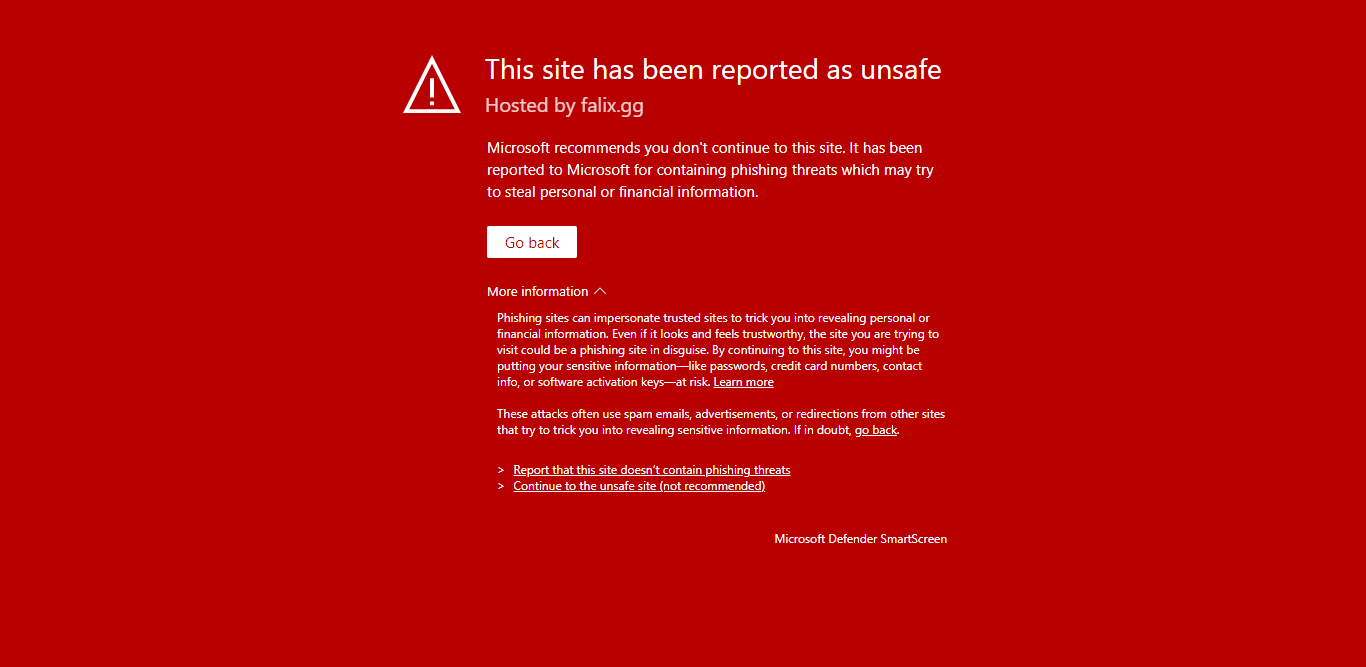 This site has been reported as unsafe
Hosted by falix.gg
Microsoft recommends you don't continue to this site. It has been
reported to Microsoft for containing phishing threats which may try
to steal personal or financial information.
Go back
More information
Phishing sites can impersonate trusted sites to trick you into revealing personal or
financial information. Even if it looks and feels trustworthy, the site you are trying to
visit could be a phishing site in disguise. By continuing to this site, you might be
putting your sensitive information—like passwords, credit card numbers, contact
info, or software activation keys—at risk. Learn more
These attacks often use spam emails, advertisements, or redirections from other sites
that try to trick you into revealing sensitive information. If in doubt, go back.
> Report that this site doesn't contain phishing threats
> Continue to the unsafe site (not recommended)
Microsoft Defender SmartScreen